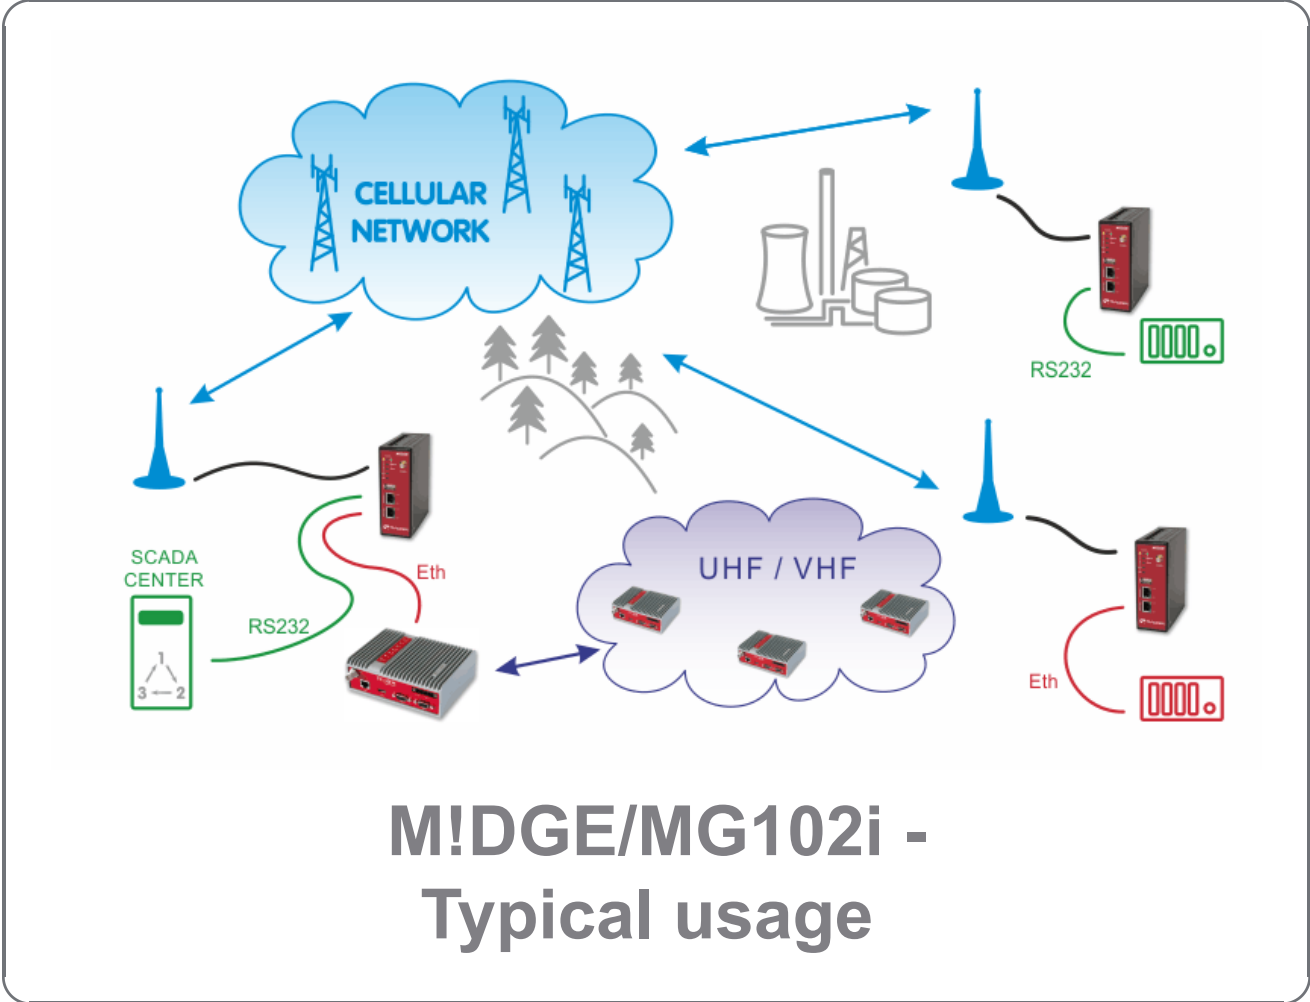 CELLULAR
NETWORK
RS232
SCADA
CENTER
1
3
2
RS232
Eth
UHF / VHF
Eth
M!DGE/MG102i -
Typical usage